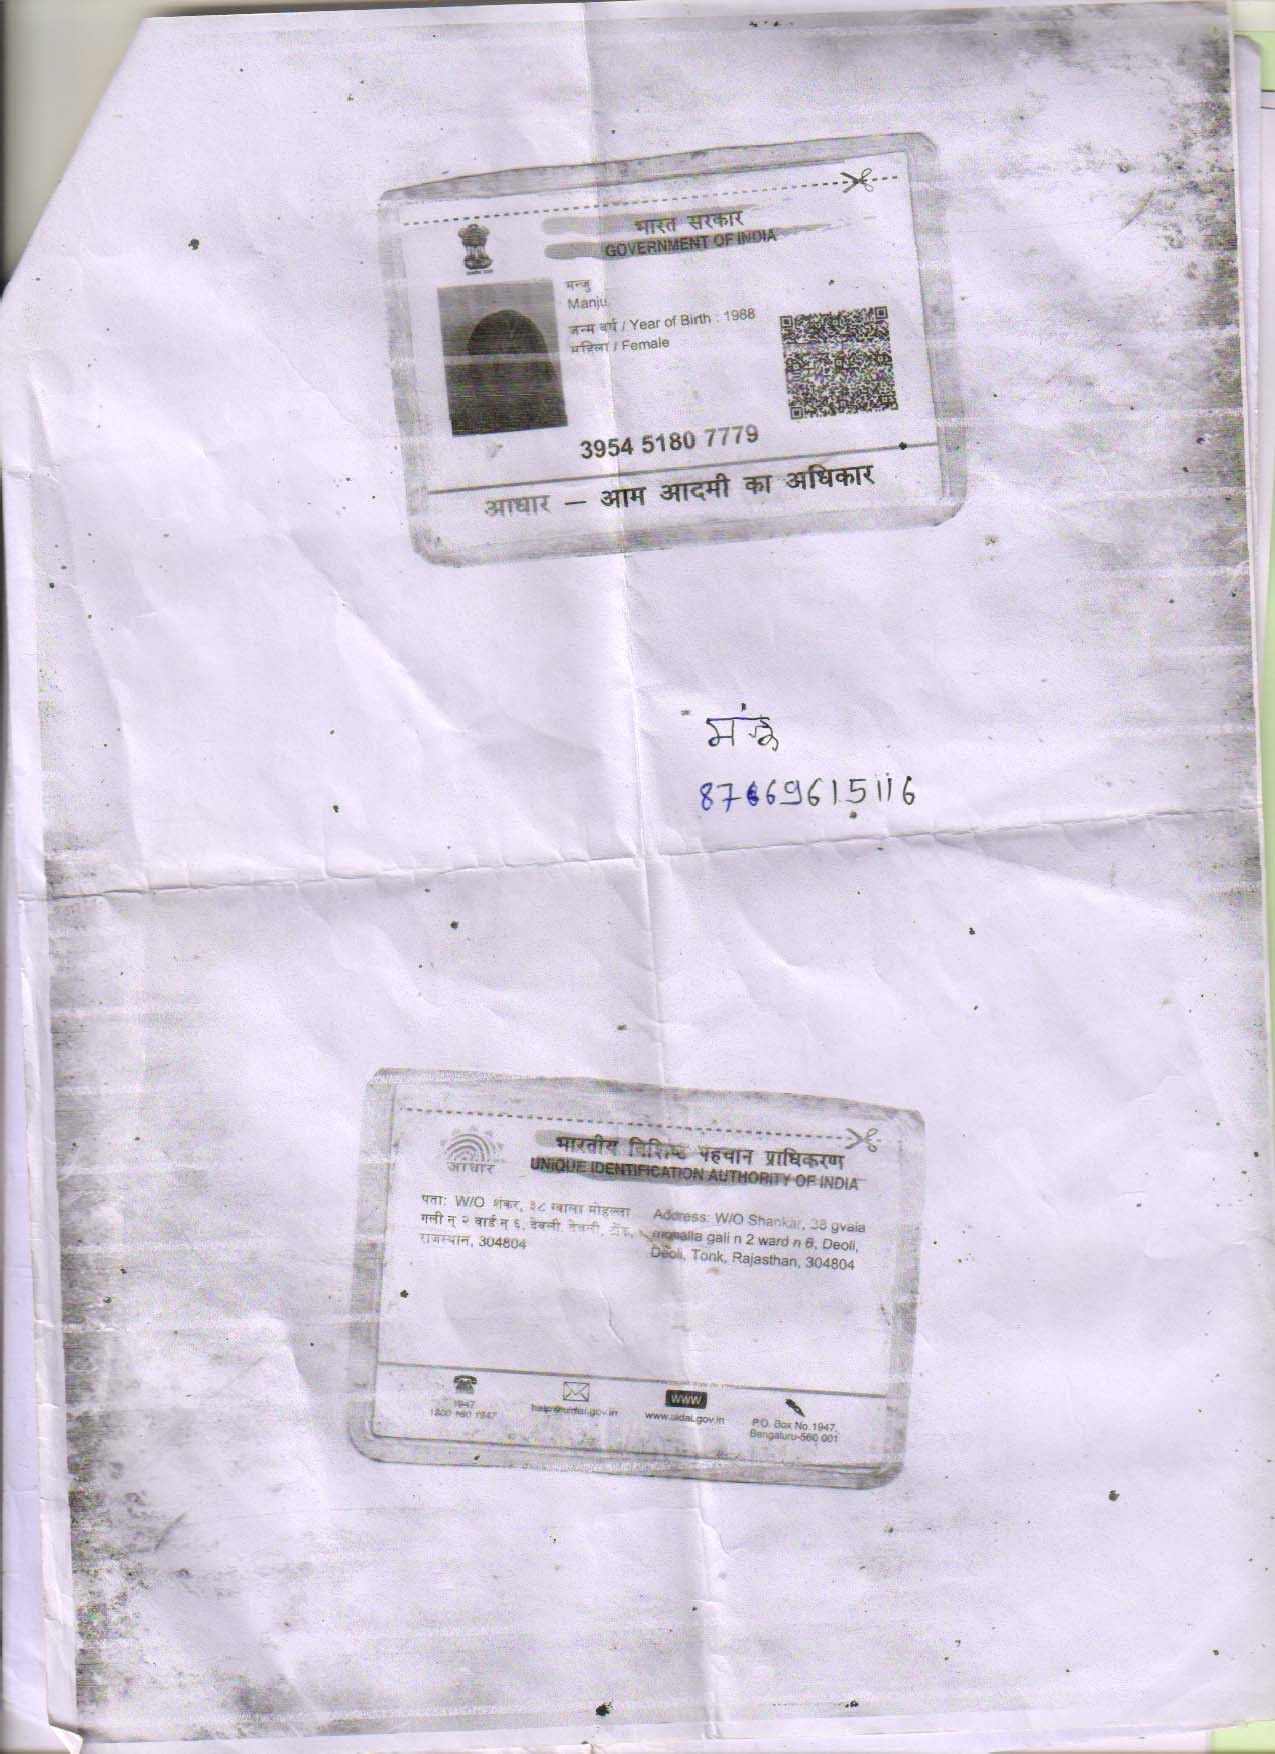 भारत सरकार
GOVERNMENT OF INDIA
मन्जु
Manju
जन्म वर्ष / Year of Birth : 1988
महिला / Female
3954 5180 7779
आधार – आम आदमी का अधिकार
मंजू
879615116
भारतीय विशिष्ट पहचान प्राधिकरण
आधार
UNIQUE IDENTIFICATION AUTHORITY OF INDIA
पता: W/O शंकर, ३८ ग्वाला मोहल्ला
गली न् २ वार्ड न् ६, देवली, देवली, टोंक,
राजस्थान, 304804
Address: W/O Shankar, 38 gvala
mohalla gali n 2 ward n 6, Deoli,
Deoli, Tonk, Rajasthan, 304804
1947
1800 180 1947
help@uidai.gov.in
WWW
www.uidai.gov.in
P.O. Box No.1947,
Bengaluru-560 001